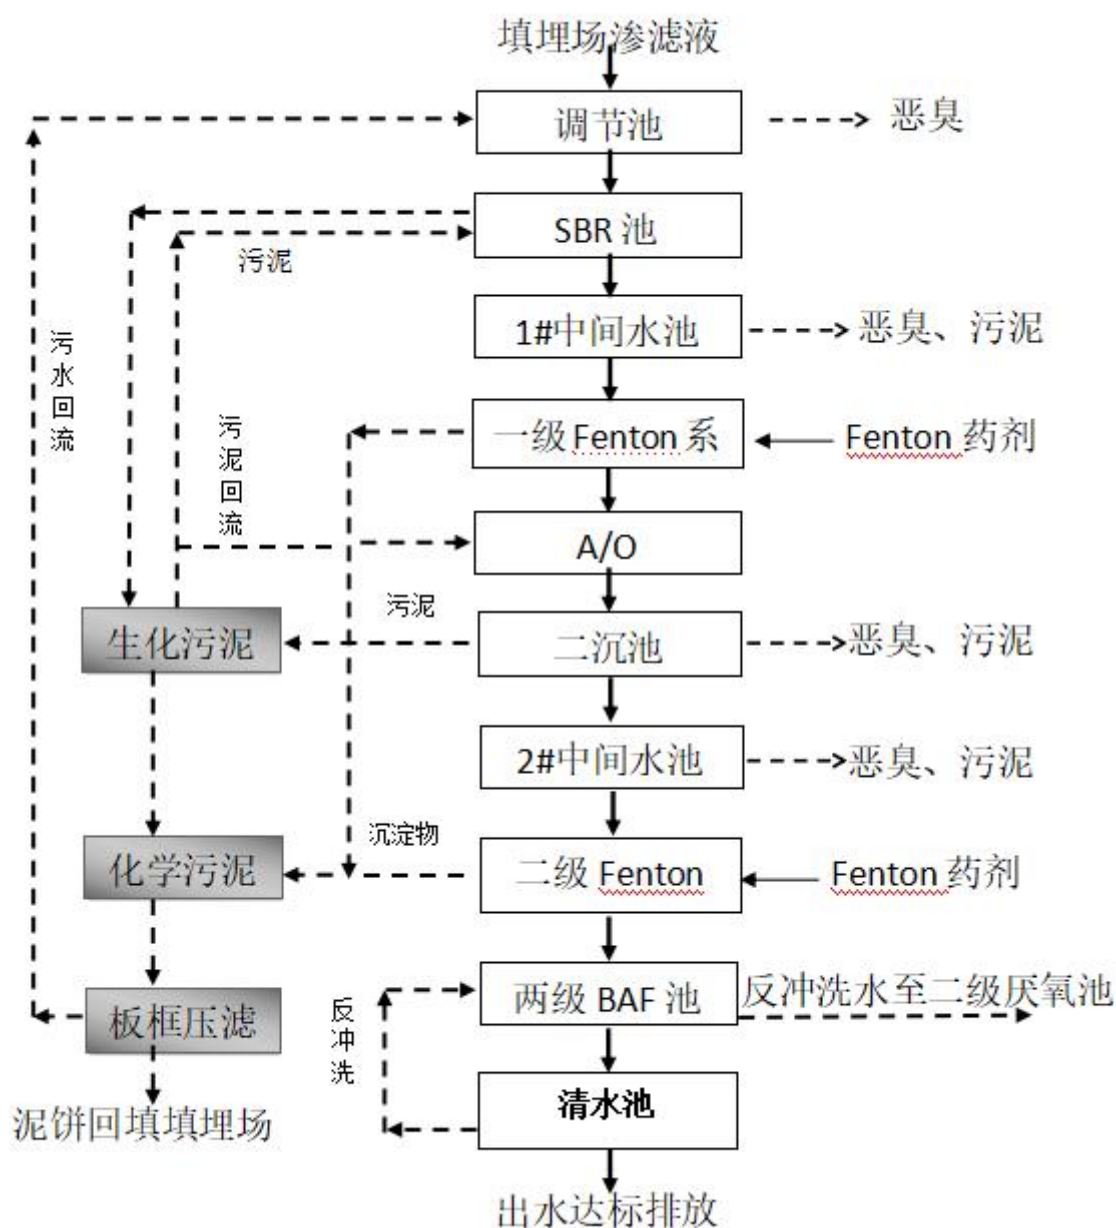 填埋场渗滤液
调节池
恶臭
SBR 池
污泥
1#中间水池
恶臭、污泥
污水回流
污泥回流
一级 Fenton 系
Fenton 药剂
A/O
污泥
生化污泥
二沉池
恶臭、污泥
2#中间水池
恶臭、污泥
沉淀物
化学污泥
二级 Fenton
Fenton 药剂
两级 BAF 池
反冲洗水至二级厌氧池
板框压滤
反冲洗
清水池
泥饼回填填埋场
出水达标排放